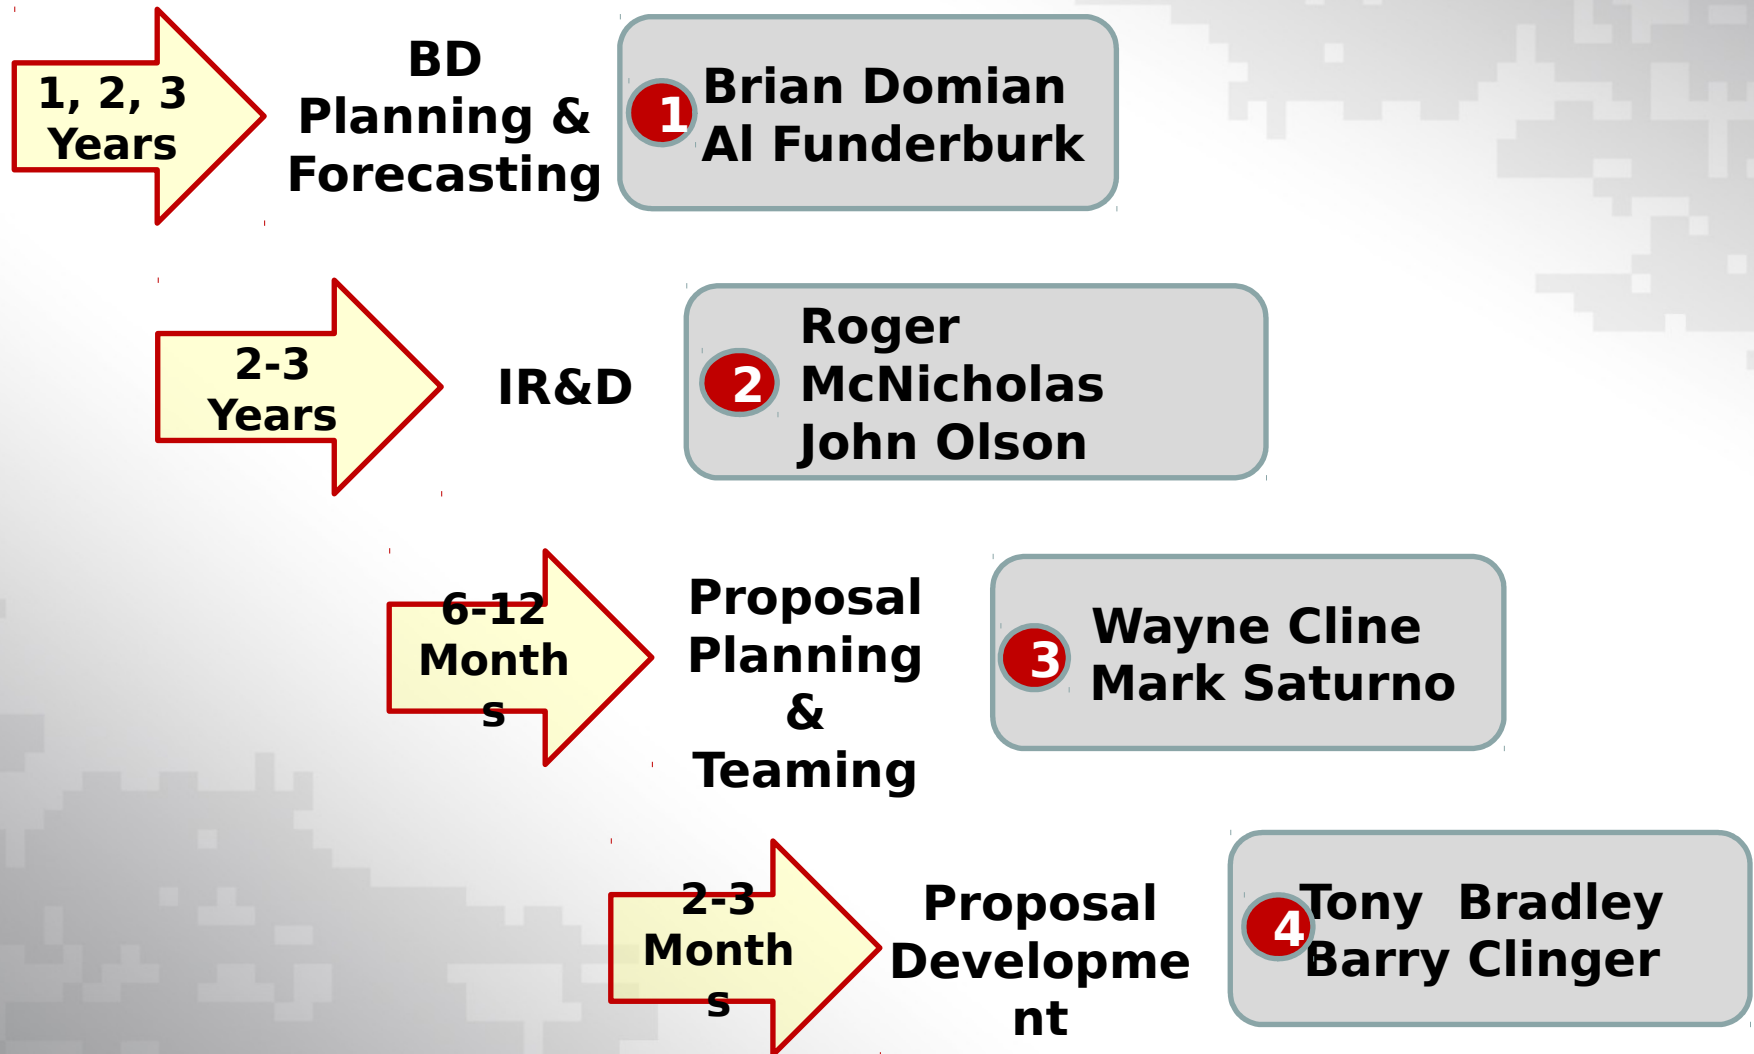 1, 2, 3
Years
BD
Planning &
Forecasting
1
Brian Domian
Al Funderburk
2-3
Years
IR&D
2
Roger
McNicholas
John Olson
6-12
Month
s
Proposal
Planning
&
Teaming
3
Wayne Cline
Mark Saturno
2-3
Month
s
Proposal
Developme
nt
4
Tony  Bradley
Barry Clinger